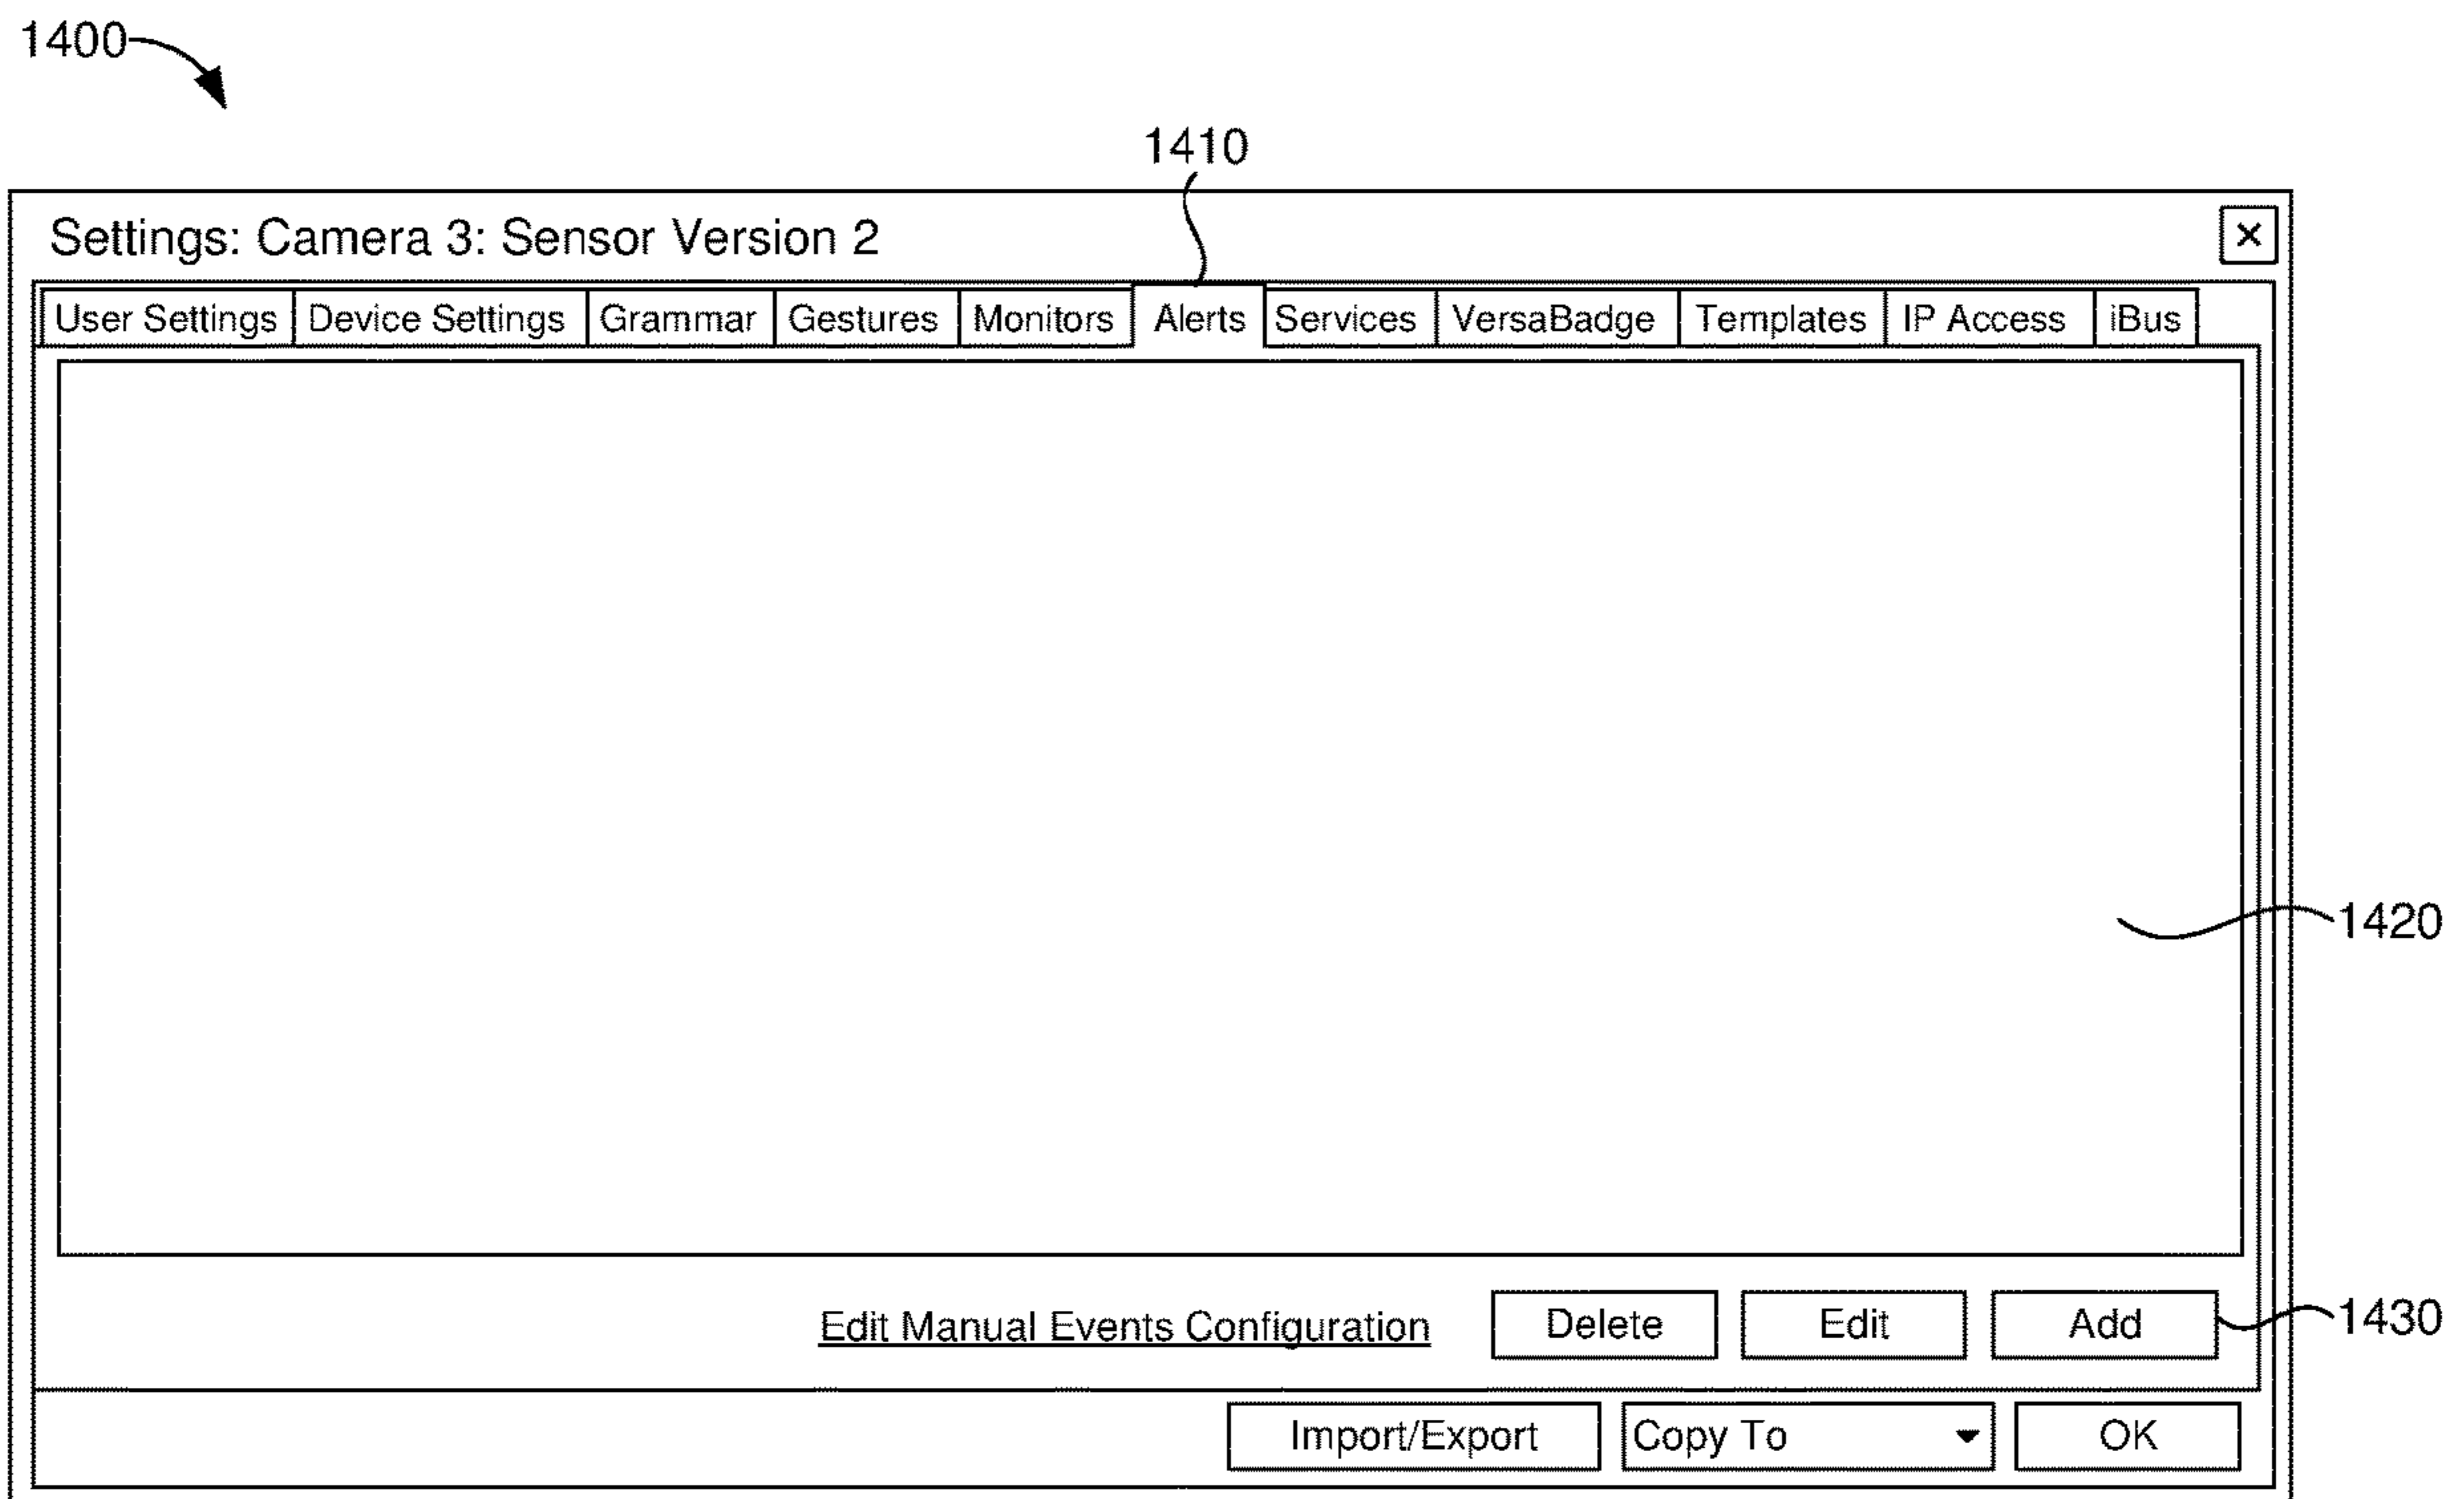 1400
1410
Settings: Camera 3: Sensor Version 2
User Settings Device Settings Grammar Gestures Monitors Alerts Services VersaBadge Templates IP Access iBus
1420
Edit Manual Events Configuration Delete Edit Add 1430
Import/Export Copy To OK